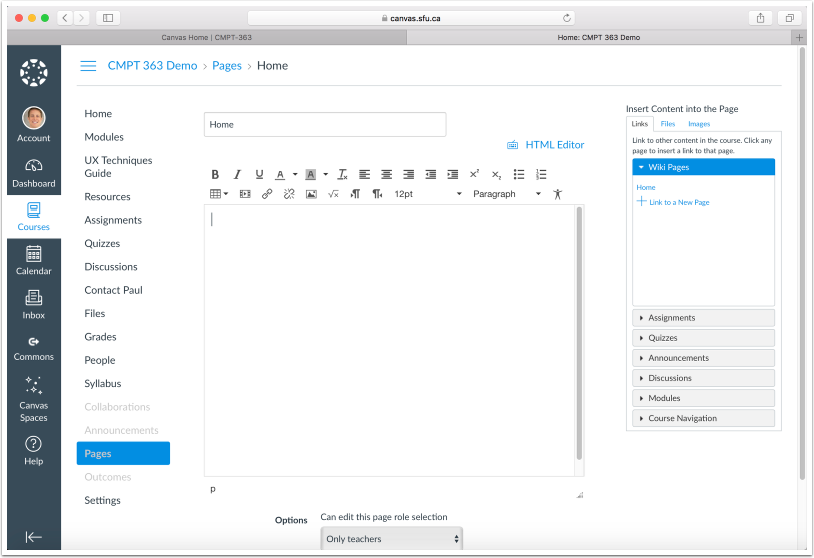 canvas.sfu.ca
Canvas Home | CMPT-363
Home: CMPT 363 Demo
CMPT 363 Demo › Pages › Home
Account
Dashboard
Courses
Calendar
Inbox
Commons
Canvas
Spaces
Help
Home
Modules
UX Techniques
Guide
Resources
Assignments
Quizzes
Discussions
Contact Paul
Files
Grades
People
Syllabus
Collaborations
Announcements
Pages
Outcomes
Settings
Home
HTML Editor
B I U A A Tx x² x₂
√x 12pt Paragraph
p
Options
Can edit this page role selection
Only teachers
Insert Content into the Page
Links Files Images
Link to other content in the course. Click any
page to insert a link to that page.
Wiki Pages
Home
Link to a New Page
Assignments
Quizzes
Announcements
Discussions
Modules
Course Navigation